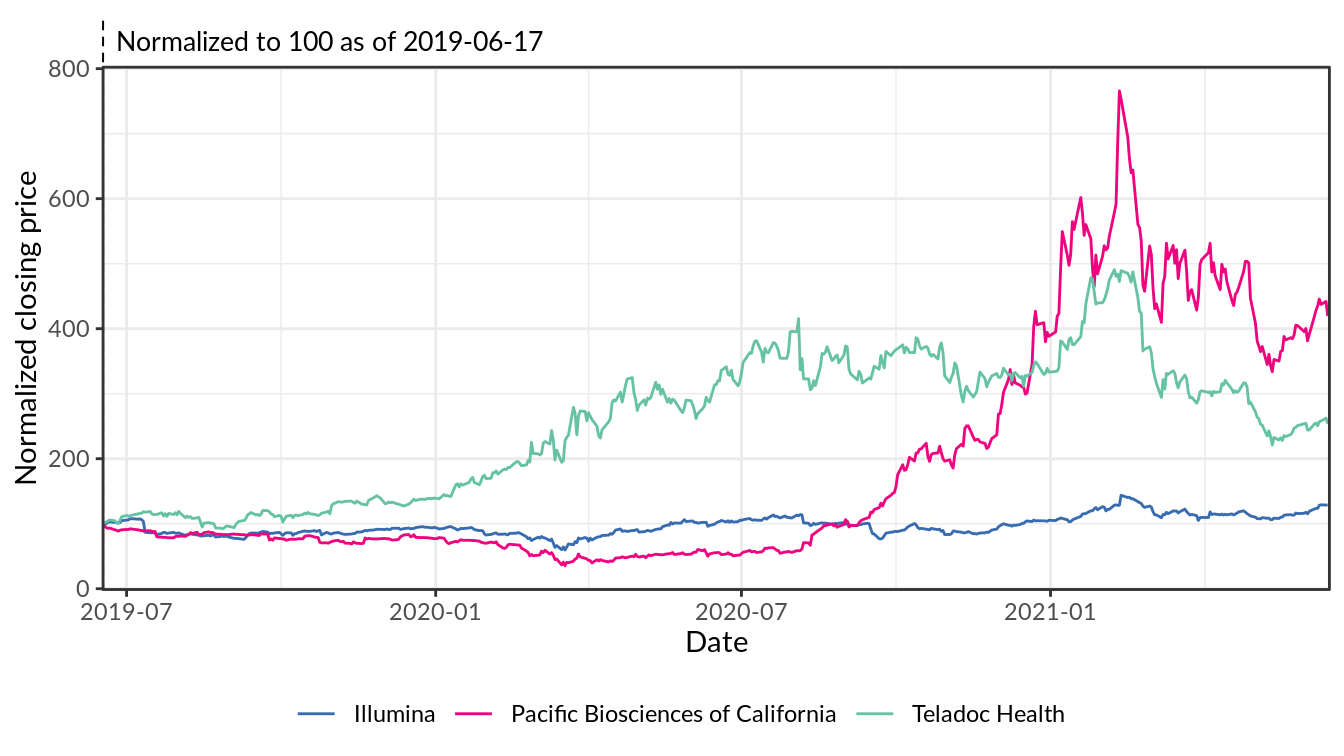 Normalized to 100 as of 2019-06-17
Normalized closing price
800
600
400
200
0
2019-07
2020-01
2020-07
2021-01
Date
Illumina
Pacific Biosciences of California
Teladoc Health